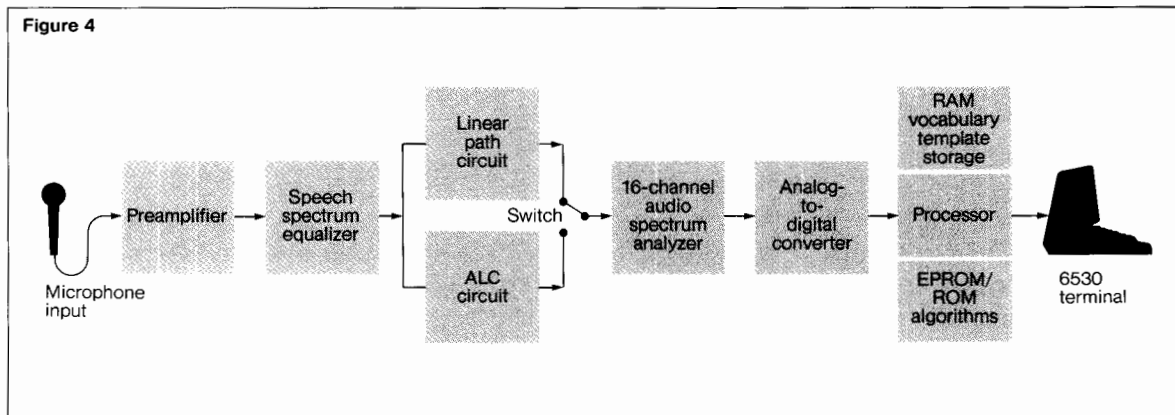 Figure 4
Microphone
input
Preamplifier
Speech
spectrum
equalizer
Linear
path
circuit
Switch
ALC
circuit
16-channel
audio
spectrum
analyzer
Analog-
to-
digital
converter
RAM
vocabulary
template
storage
Processor
EPROM/
ROM
algorithms
6530
terminal